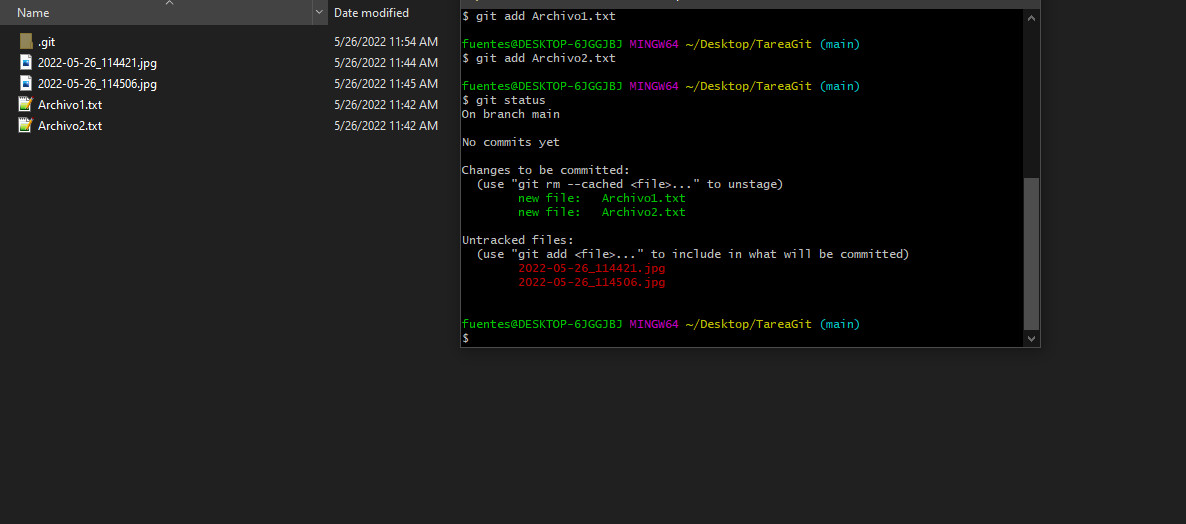 Name Date modified
.git 5/26/2022 11:54 AM
2022-05-26_114421.jpg 5/26/2022 11:44 AM
2022-05-26_114506.jpg 5/26/2022 11:45 AM
Archivo1.txt 5/26/2022 11:42 AM
Archivo2.txt 5/26/2022 11:42 AM
$ git add Archivo1.txt
fuentes@DESKTOP-6JGGJBJ MINGW64 ~/Desktop/TareaGit (main)
$ git add Archivo2.txt
fuentes@DESKTOP-6JGGJBJ MINGW64 ~/Desktop/TareaGit (main)
$ git status
On branch main
No commits yet
Changes to be committed:
(use "git rm --cached <file>..." to unstage)
new file: Archivo1.txt
new file: Archivo2.txt
Untracked files:
(use "git add <file>..." to include in what will be committed)
2022-05-26_114421.jpg
2022-05-26_114506.jpg
fuentes@DESKTOP-6JGGJBJ MINGW64 ~/Desktop/TareaGit (main)
$